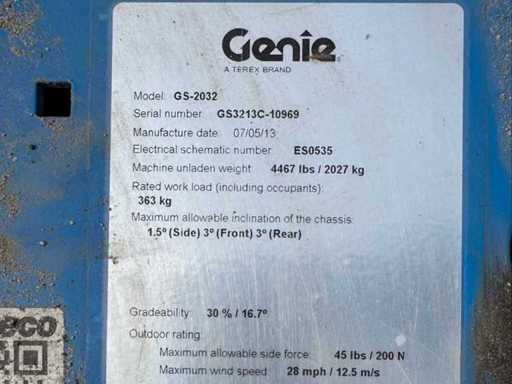 Genie
A TEREX BRAND
Model: GS-2032
Serial number: GS3213C-10969
Manufacture date: 07/05/13
Electrical schematic number: ES0535
Machine unladen weight: 4467 lbs / 2027 kg
Rated work load (including occupants):
363 kg
Maximum allowable inclination of the chassis:
1.5º (Side) 3º (Front) 3º (Rear)
Gradeability: 30 % / 16.7º
Outdoor rating:
Maximum allowable side force: 45 lbs / 200 N
Maximum wind speed: 28 mph / 12.5 m/s